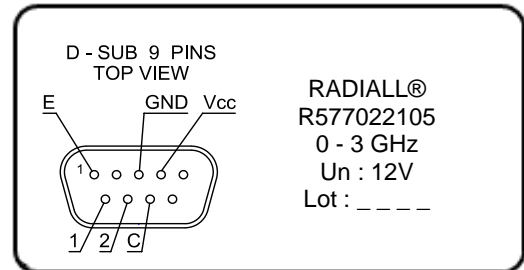 D - SUB 9 PINS
TOP VIEW
E GND Vcc
1
1 2 C
RADIALL®
R577022105
0 - 3 GHz
Un : 12V
Lot : _ _ _ _